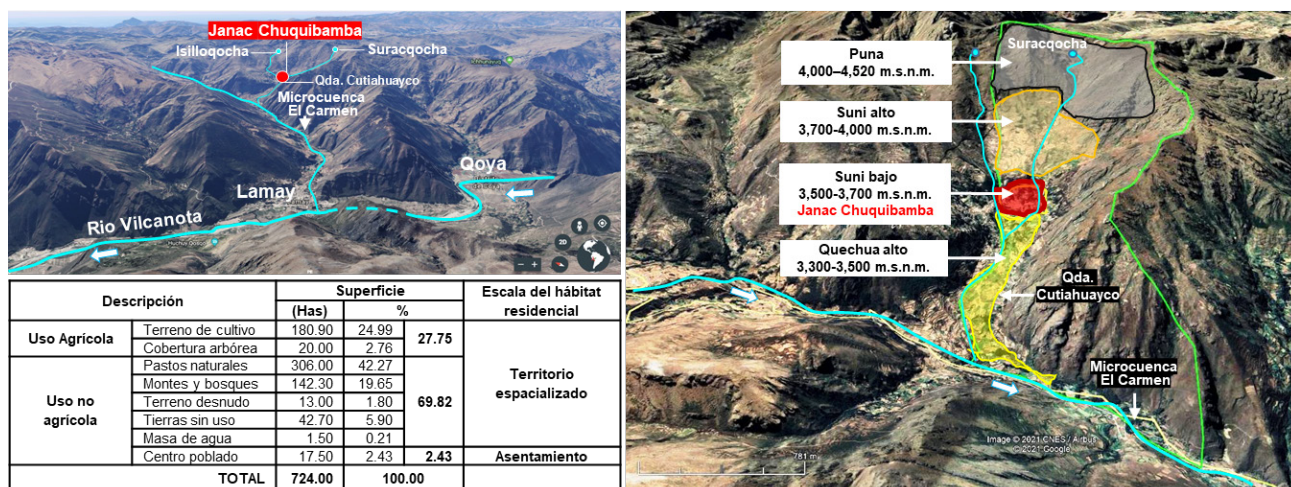 Janac Chuquibamba
Isilloqocha
Suracqocha
Qda. Cutiahuayco
Microcuenca
El Carmen
Qoya
Lamay
Rio Vilcanota
Huchuy Qosqo
2D
Descripción Superficie Escala del hábitat
residencial
(Has) %
Uso Agrícola Terreno de cultivo 180.90 24.99 27.75 Territorio
espacializado
Cobertura arbórea 20.00 2.76
Uso no
agrícola Pastos naturales 306.00 42.27 69.82
Montes y bosques 142.30 19.65
Terreno desnudo 13.00 1.80
Tierras sin uso 42.70 5.90
Masa de agua 1.50 0.21
Centro poblado 17.50 2.43 2.43 Asentamiento
TOTAL 724.00 100.00
Puna
4,000–4,520 m.s.n.m.
Suracqocha
Suni alto
3,700-4,000 m.s.n.m.
Suni bajo
3,500-3,700 m.s.n.m.
Janac Chuquibamba
Quechua alto
3,300-3,500 m.s.n.m.
Qda.
Cutiahuayco
Microcuenca
El Carmen
Image © 2021 CNES / Airbus
© 2021 Google
781 m